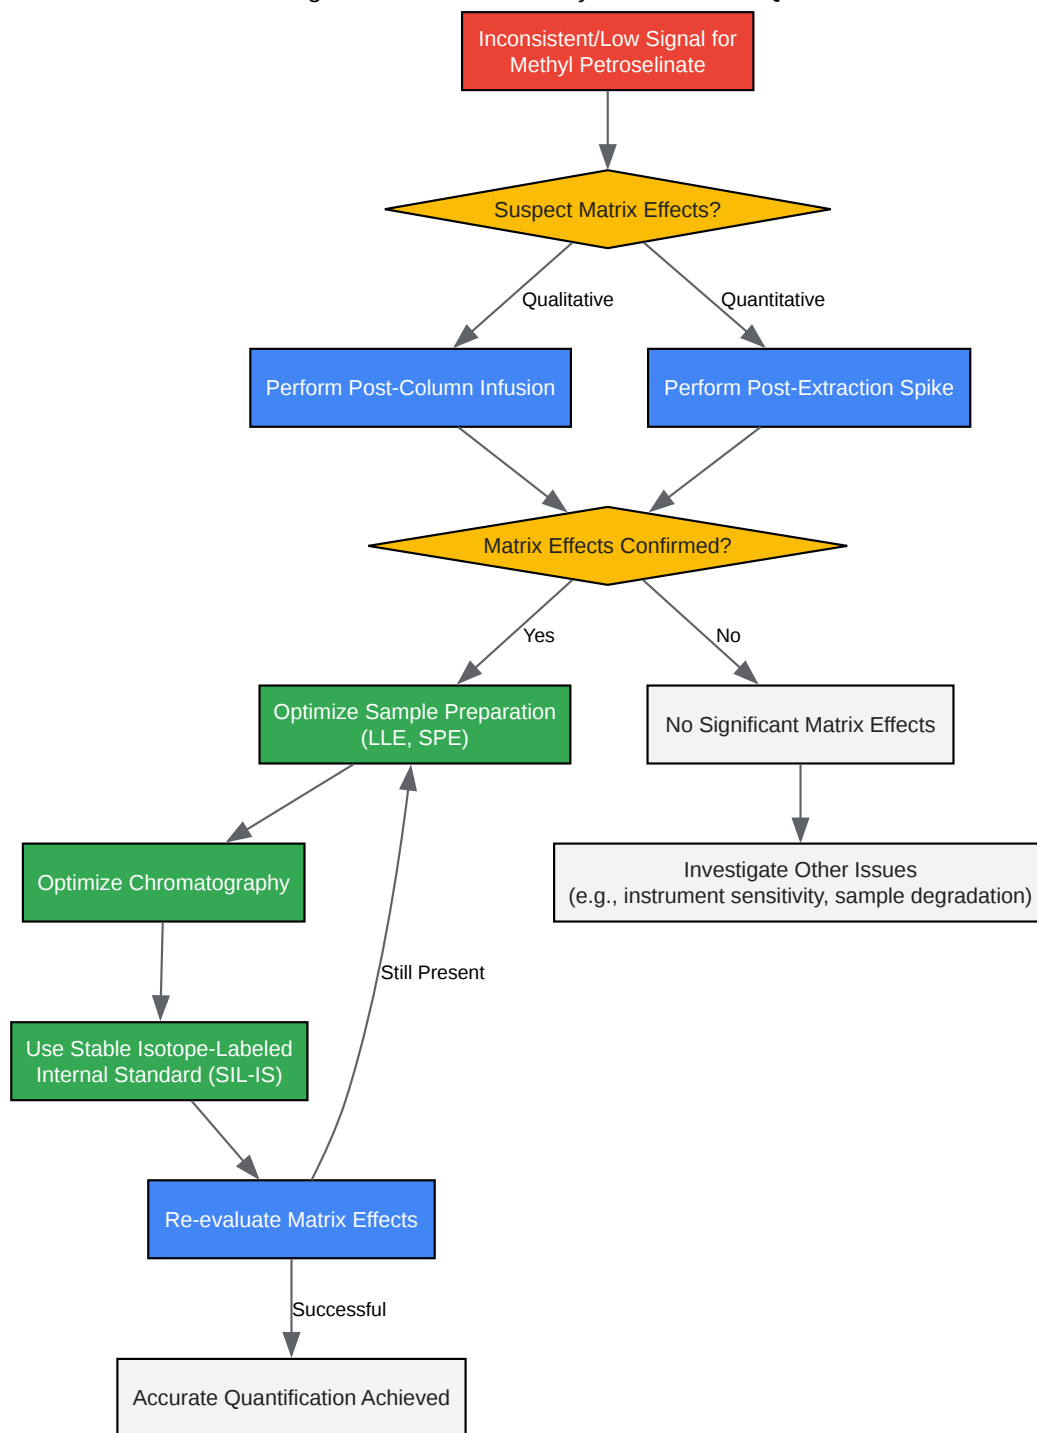 Inconsistent/Low Signal for
Methyl Petroselinate
Suspect Matrix Effects?
Qualitative
Quantitative
Perform Post-Column Infusion
Perform Post-Extraction Spike
Matrix Effects Confirmed?
Yes
No
Optimize Sample Preparation
(LLE, SPE)
No Significant Matrix Effects
Optimize Chromatography
Investigate Other Issues
(e.g., instrument sensitivity, sample degradation)
Still Present
Use Stable Isotope-Labeled
Internal Standard (SIL-IS)
Re-evaluate Matrix Effects
Successful
Accurate Quantification Achieved